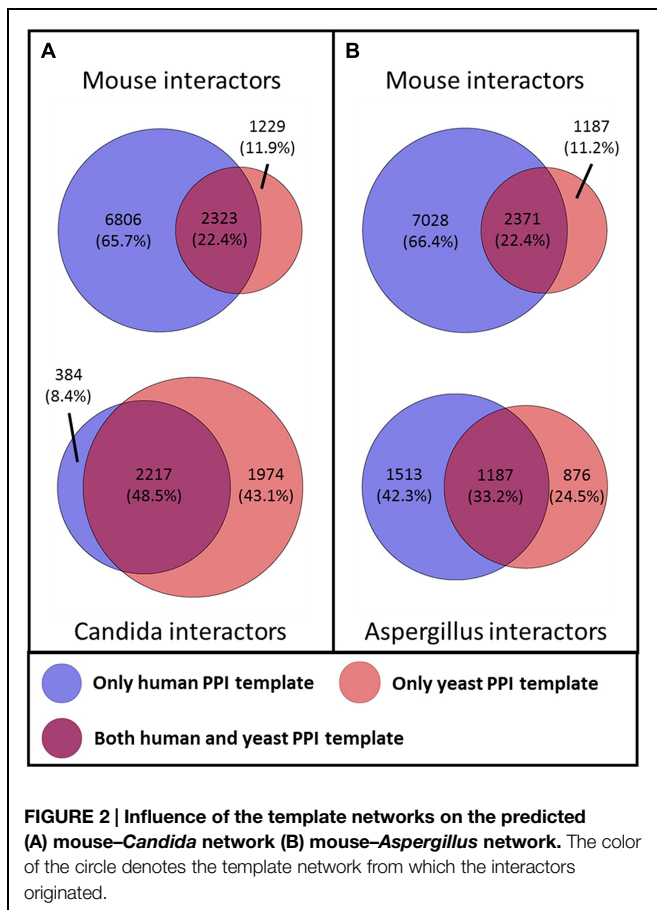 A
Mouse interactors
1229
(11.9%)
6806
(65.7%)
2323
(22.4%)
384
(8.4%)
2217
(48.5%)
1974
(43.1%)
Candida interactors
B
Mouse interactors
1187
(11.2%)
7028
(66.4%)
2371
(22.4%)
1513
(42.3%)
1187
(33.2%)
876
(24.5%)
Aspergillus interactors
Only human PPI template
Only yeast PPI template
Both human and yeast PPI template
FIGURE 2 | Influence of the template networks on the predicted
(A) mouse–Candida network (B) mouse–Aspergillus network. The color
of the circle denotes the template network from which the interactors
originated.